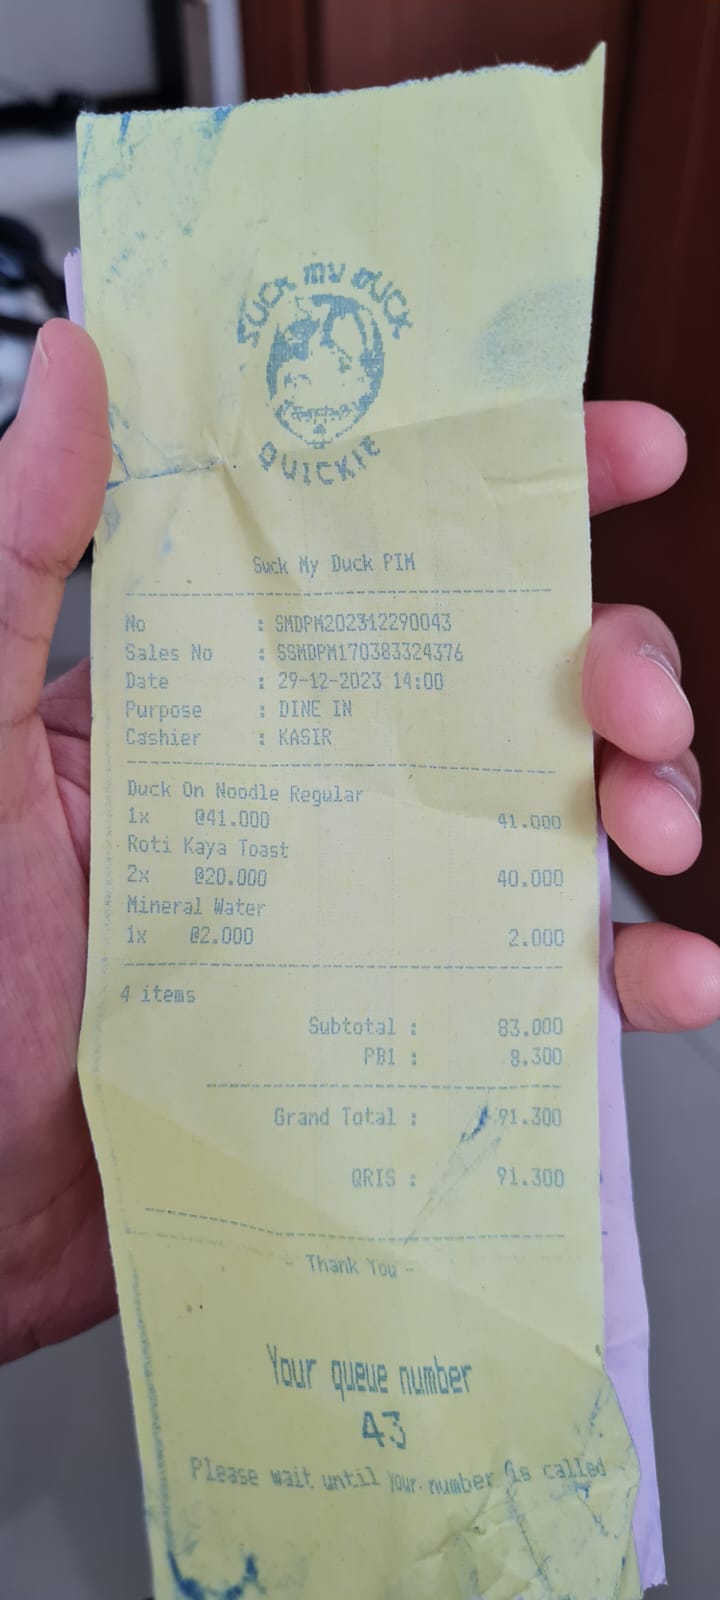 SUCK MY DUCK
QUICKIE
Suck My Duck PIM
No : SMDPM202312290043
Sales No : SSMDPM170383324376
Date : 29-12-2023 14:00
Purpose : DINE IN
Cashier : KASIR
Duck On Noodle Regular
1x @41.000 41.000
Roti Kaya Toast
2x @20.000 40.000
Mineral Water
1x @2.000 2.000
4 items
Subtotal : 83.000
PB1 : 8.300
Grand Total : 91.300
QRIS : 91.300
- Thank You -
Your queue number
43
Please wait until your number is called